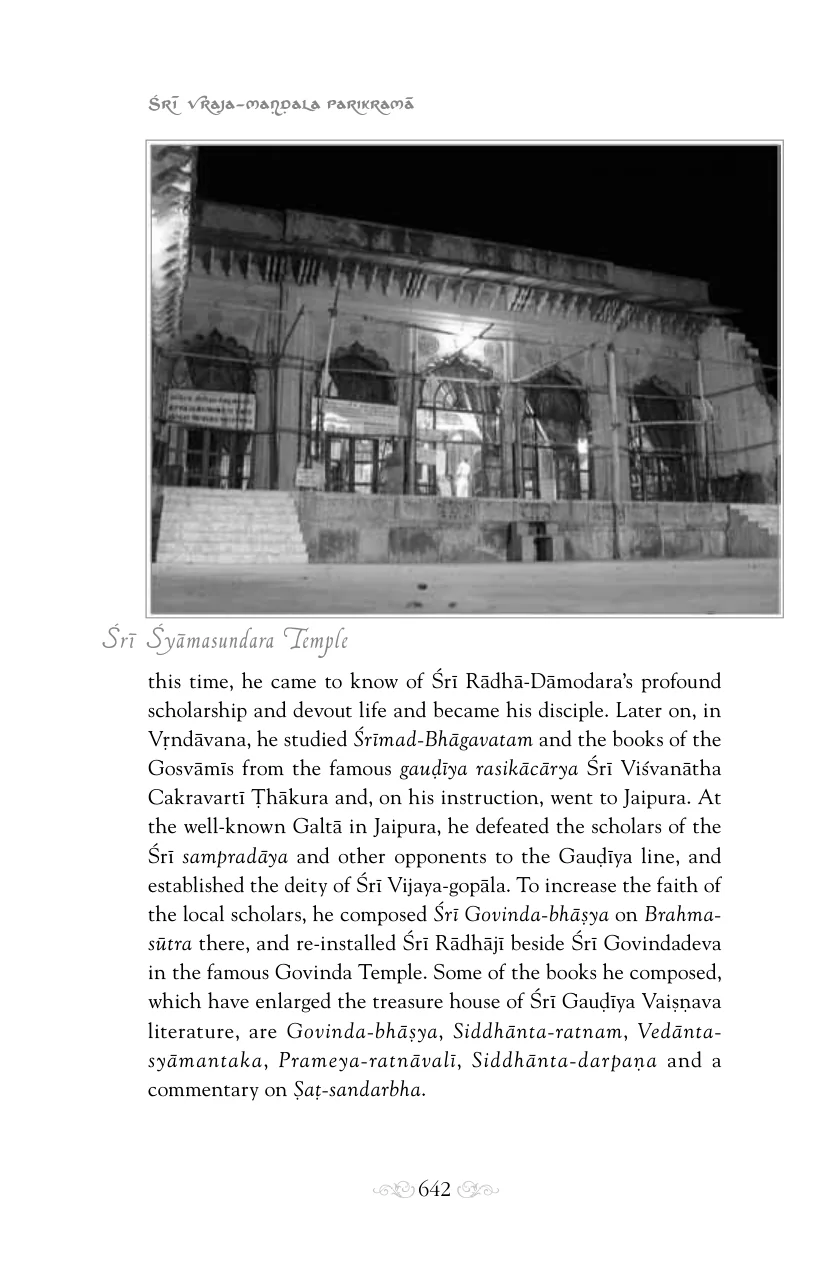 Śrī Vraja-maṇḍala Parikramā
Śrī Śyāmasundara Temple
this time, he came to know of Śrī Rādhā-Dāmodara’s profound
scholarship and devout life and became his disciple. Later on, in
Vṛndāvana, he studied Śrīmad-Bhāgavatam and the books of the
Gosvāmīs from the famous gauḍīya rasikācārya Śrī Viśvanātha
Cakravartī Ṭhākura and, on his instruction, went to Jaipura. At
the well-known Galtā in Jaipura, he defeated the scholars of the
Śrī sampradāya and other opponents to the Gauḍīya line, and
established the deity of Śrī Vijaya-gopāla. To increase the faith of
the local scholars, he composed Śrī Govinda-bhāṣya on Brahma-
sūtra there, and re-installed Śrī Rādhājī beside Śrī Govindadeva
in the famous Govinda Temple. Some of the books he composed,
which have enlarged the treasure house of Śrī Gauḍīya Vaiṣṇava
literature, are Govinda-bhāṣya, Siddhānta-ratnam, Vedānta-
syāmantaka, Prameya-ratnāvalī, Siddhānta-darpaṇa and a
commentary on Ṣaṭ-sandarbha.
642